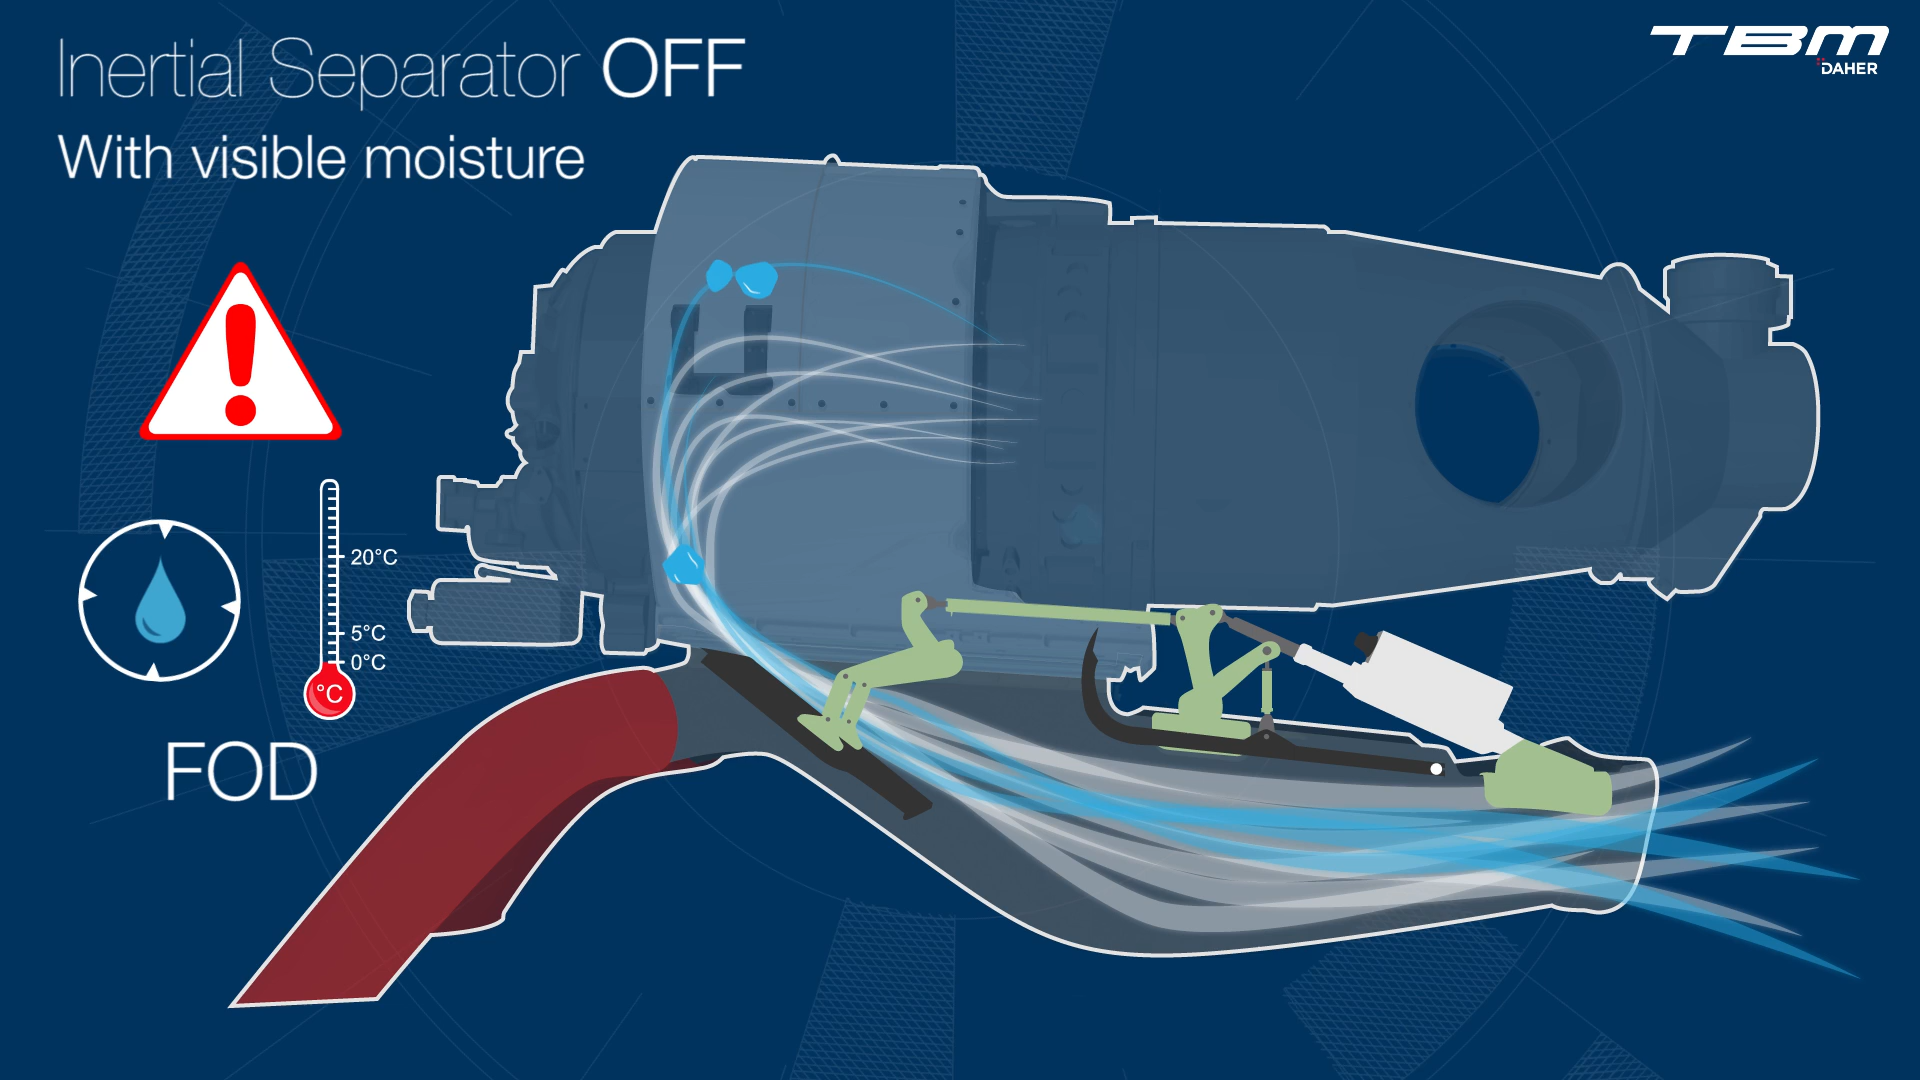 Inertial Separator OFF
With visible moisture
TBM
DAHER
20°C
5°C
0°C
°C
FOD